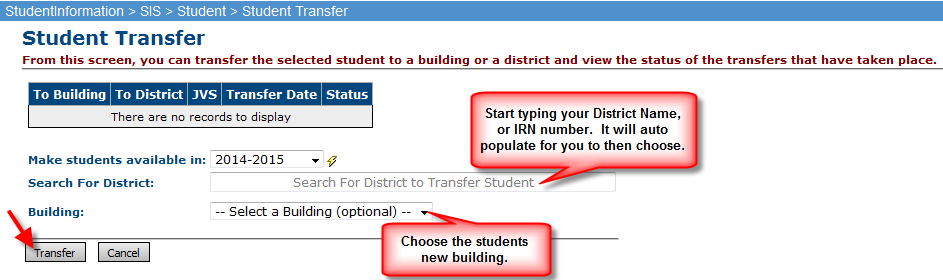 StudentInformation > SIS > Student > Student Transfer
Student Transfer
From this screen, you can transfer the selected student to a building or a district and view the status of the transfers that have taken place.
To Building To District JVS Transfer Date Status
There are no records to display
Start typing your District Name,
or IRN number. It will auto
populate for you to then choose.
Make students available in: 2014-2015
Search For District: Search For District to Transfer Student
Building: -- Select a Building (optional) --
Choose the students
new building.
Transfer Cancel